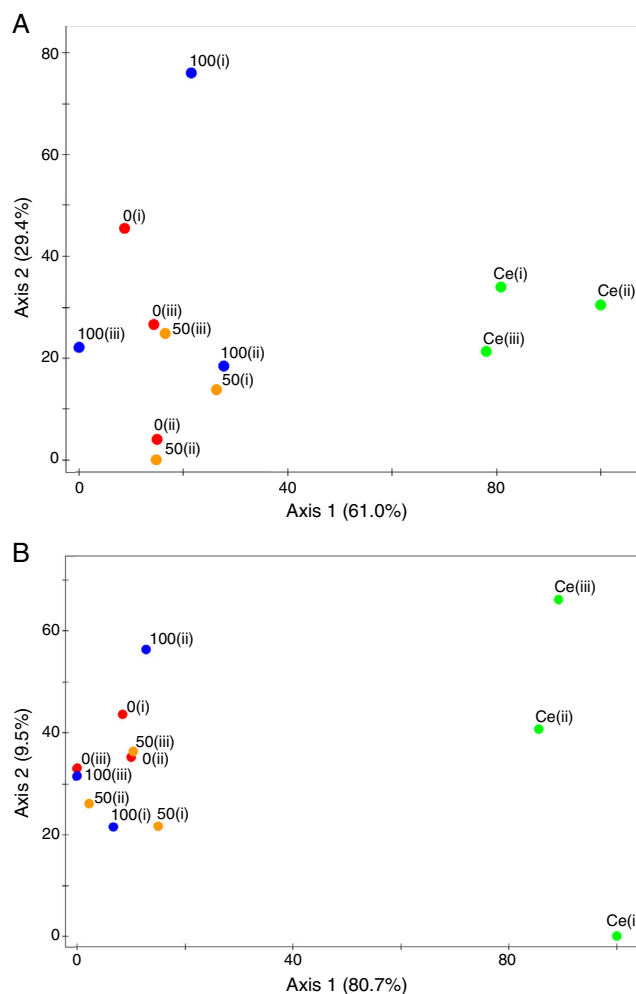 A
80
60
40
20
0
Axis 2 (29.4%)
100(i)
0(i)
0(iii)
50(iii)
100(iii)
100(ii)
50(i)
0(ii)
50(ii)
Ce(i)
Ce(ii)
Ce(iii)
0
40
80
Axis 1 (61.0%)
B
60
40
20
0
Axis 2 (9.5%)
Ce(iii)
100(ii)
0(i)
Ce(ii)
50(iii)
0(iii)
0(ii)
100(iii)
50(ii)
100(i)
50(i)
Ce(i
0
40
80
Axis 1 (80.7%)